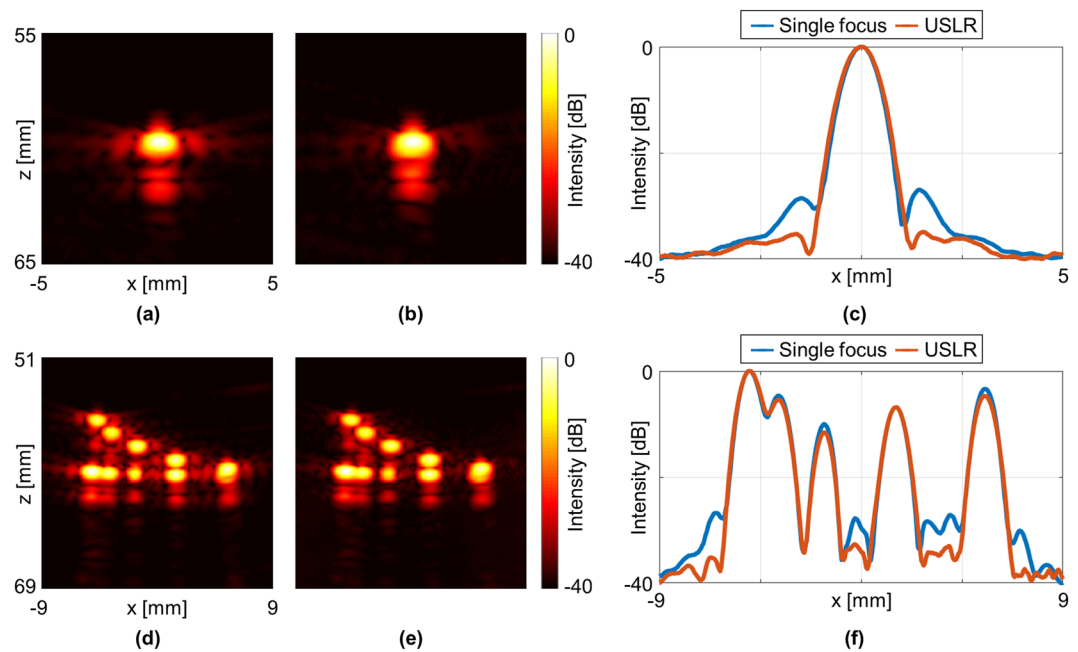 55
z [mm]
65
-5
x [mm]
5
(a)
(b)
0
Intensity [dB]
-40
Single focus
USLR
0
Intensity [dB]
-40
-5
x [mm]
5
(c)
51
z [mm]
69
-9
x [mm]
9
(d)
(e)
0
Intensity [dB]
-40
Single focus
USLR
0
Intensity [dB]
-40
-9
x [mm]
9
(f)